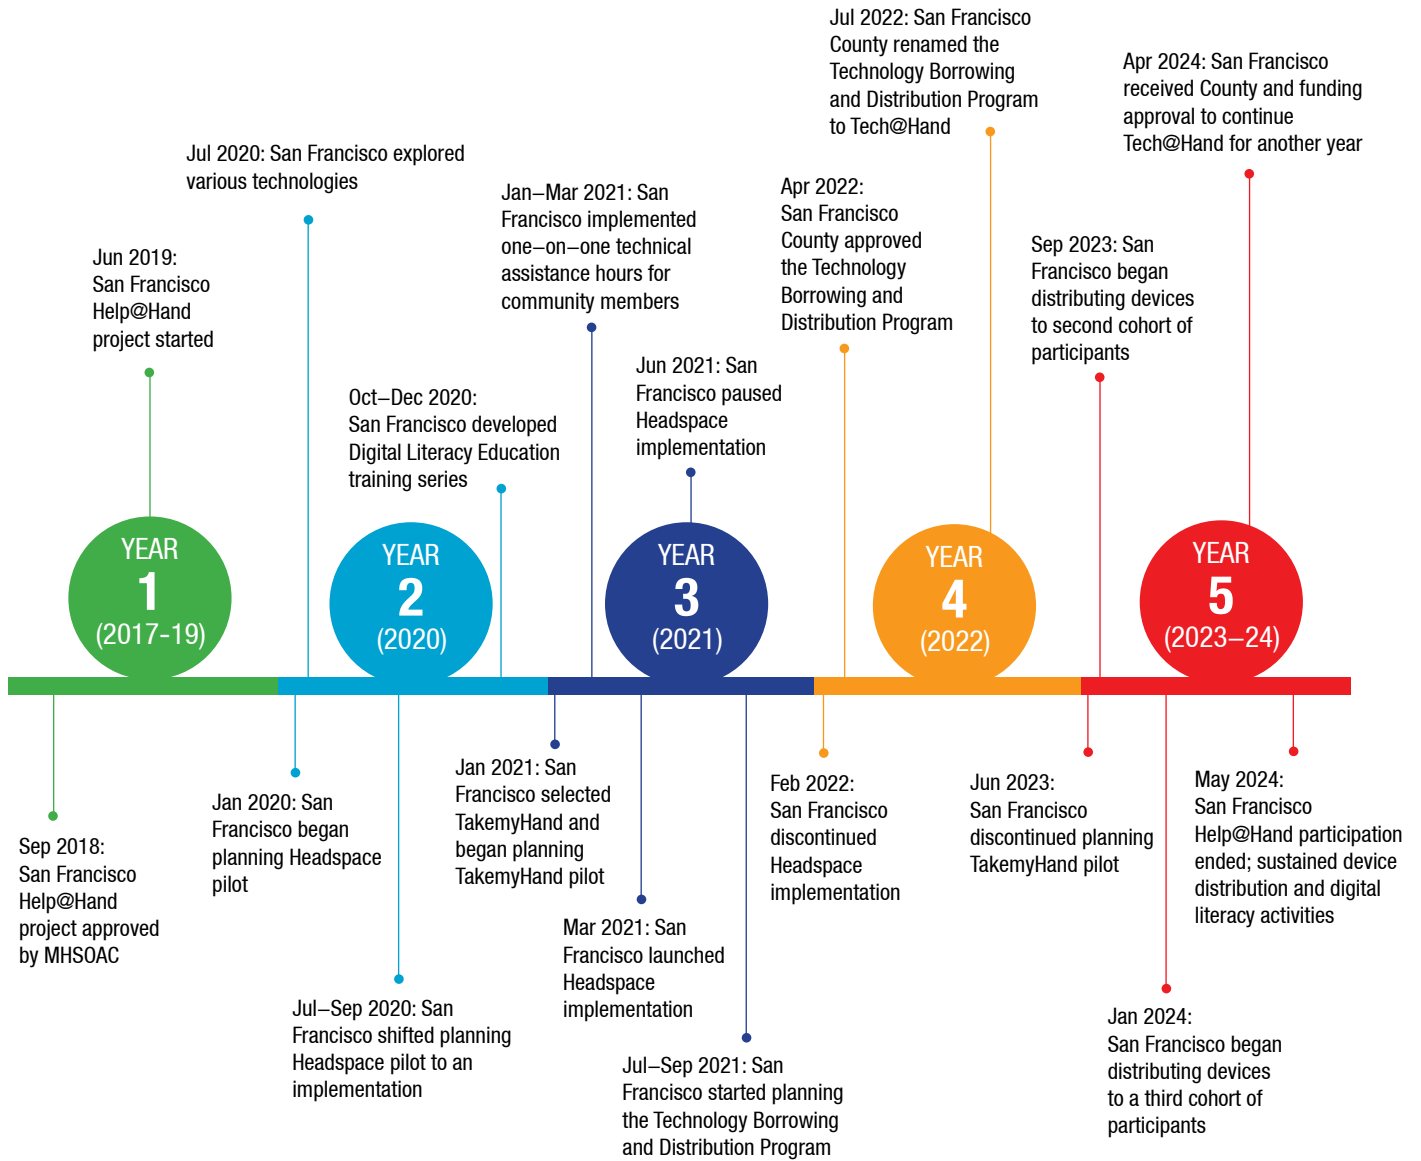 Jul 2022: San Francisco
County renamed the
Technology Borrowing
and Distribution Program
to Tech@Hand
Apr 2024: San Francisco
received County and funding
approval to continue
Tech@Hand for another year
Jul 2020: San Francisco explored
various technologies
Jan–Mar 2021: San
Francisco implemented
one–on–one technical
assistance hours for
community members
Apr 2022:
San Francisco
County approved
the Technology
Borrowing and
Distribution Program
Jun 2019:
San Francisco
Help@Hand
project started
Sep 2023: San
Francisco began
distributing devices
to second cohort of
participants
Oct–Dec 2020:
San Francisco developed
Digital Literacy Education
training series
Jun 2021: San
Francisco paused
Headspace
implementation
YEAR
1
(2017-19)
YEAR
2
(2020)
YEAR
3
(2021)
YEAR
4
(2022)
YEAR
5
(2023–24)
Sep 2018:
San Francisco
Help@Hand
project approved
by MHSOAC
Jan 2020: San
Francisco began
planning Headspace
pilot
Jul–Sep 2020: San
Francisco shifted planning
Headspace pilot to an
implementation
Jan 2021: San
Francisco selected
TakemyHand and
began planning
TakemyHand pilot
Mar 2021: San
Francisco launched
Headspace
implementation
Jul–Sep 2021: San
Francisco started planning
the Technology Borrowing
and Distribution Program
Feb 2022:
San Francisco
discontinued
Headspace
implementation
Jun 2023:
San Francisco
discontinued planning
TakemyHand pilot
Jan 2024:
San Francisco began
distributing devices
to a third cohort of
participants
May 2024:
San Francisco
Help@Hand participation
ended; sustained device
distribution and digital
literacy activities